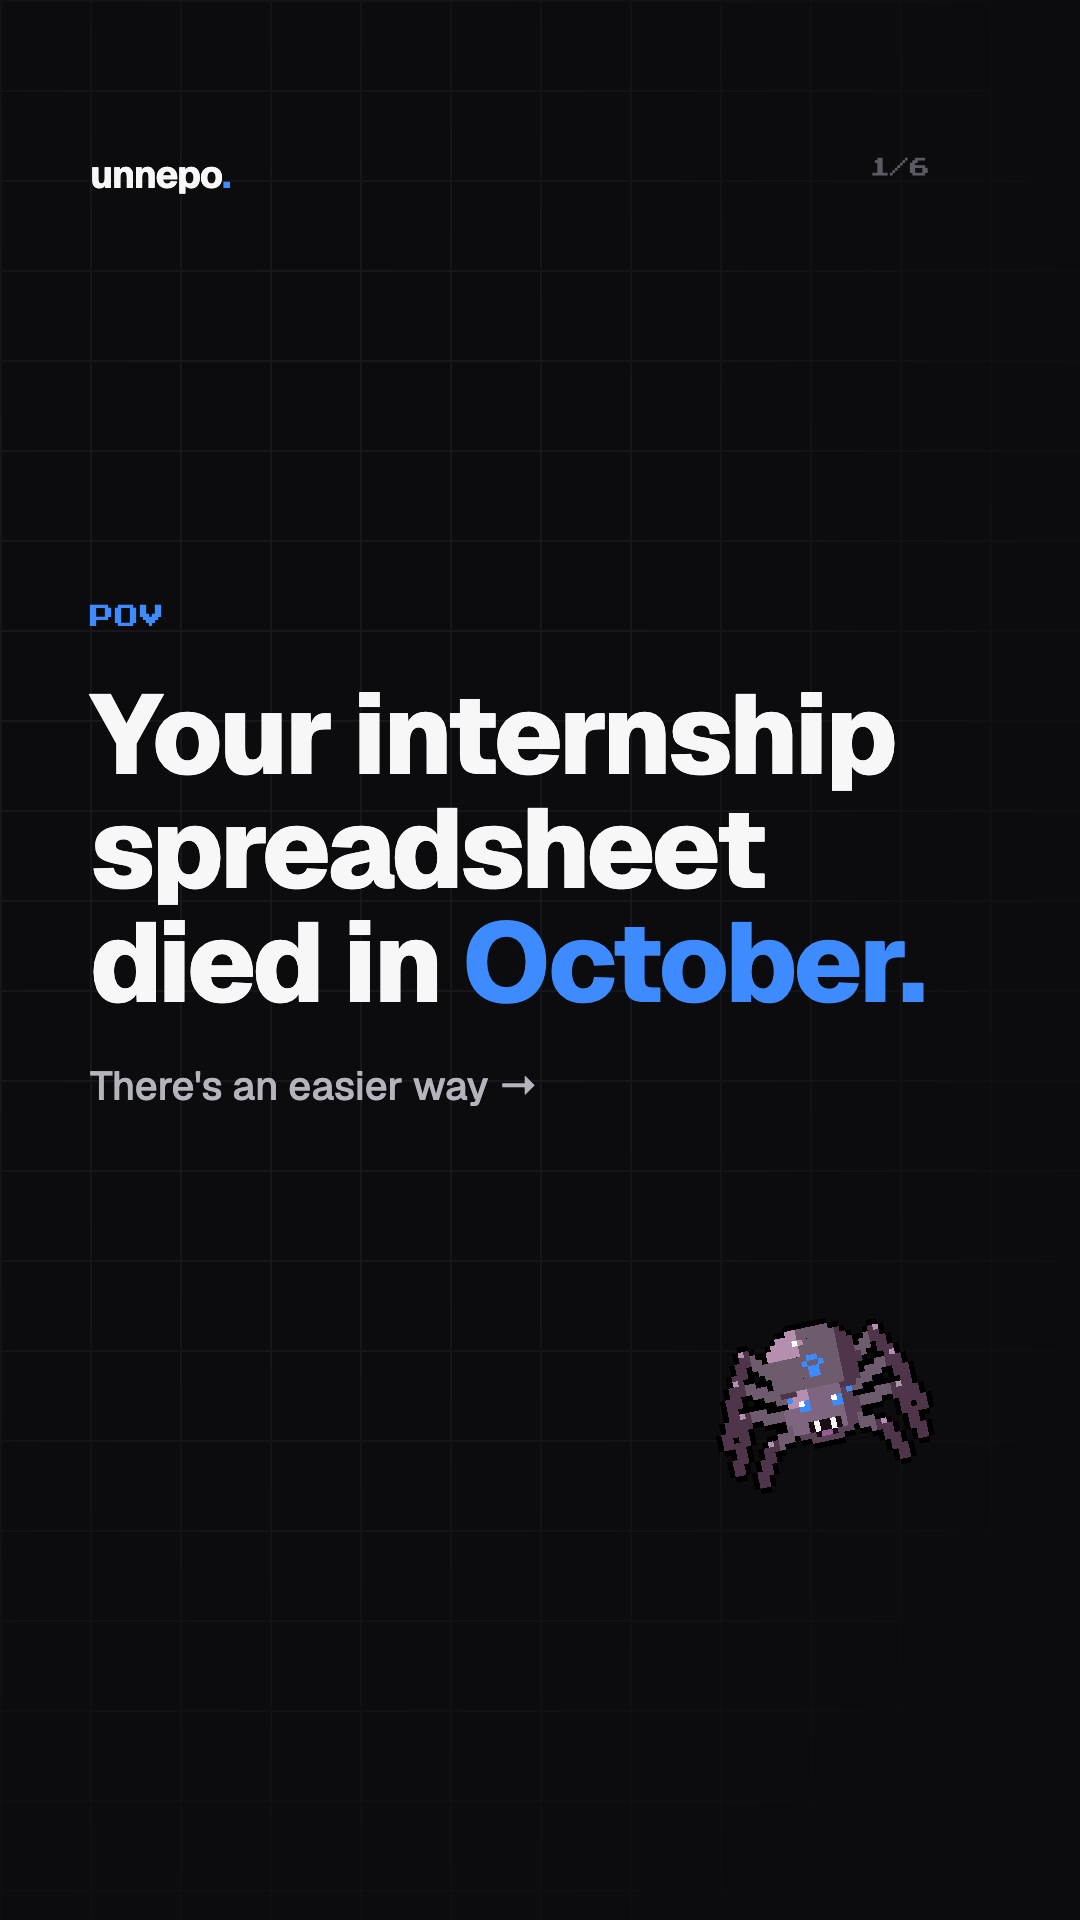 unnepo.
1/6
POV
Your internship
spreadsheet
died in October.
There's an easier way →